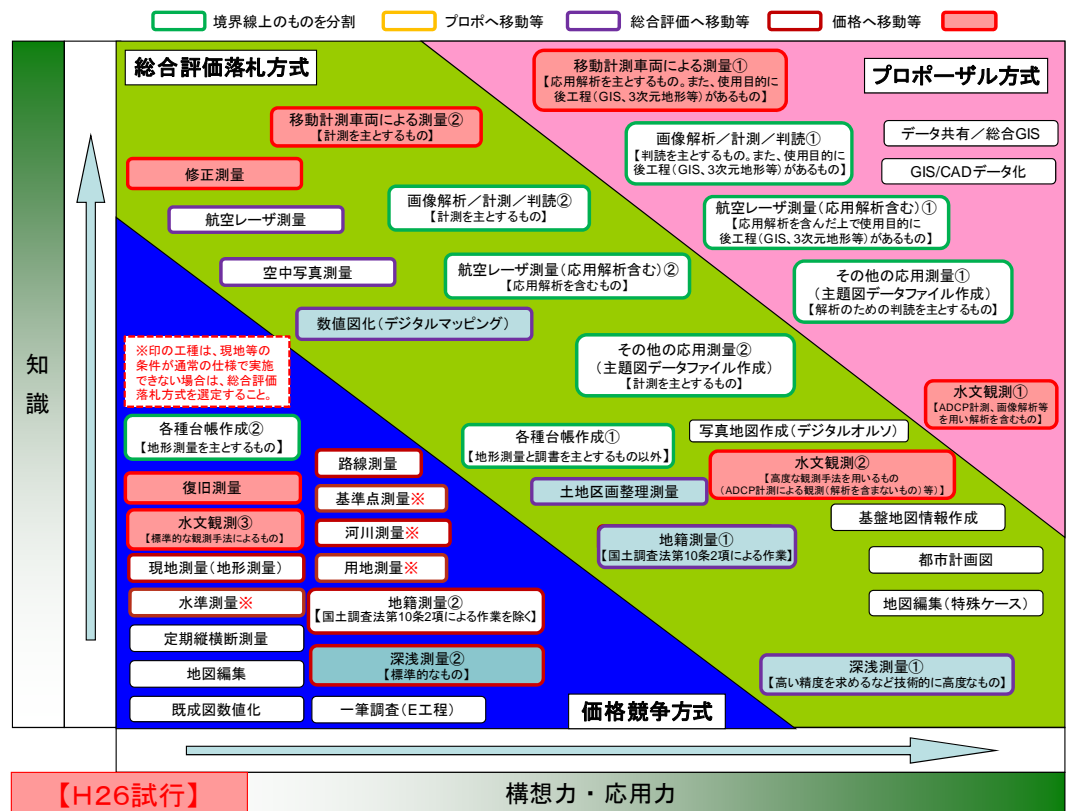 境界線上のものを分割
プロポへ移動等
総合評価へ移動等
価格へ移動等
総合評価落札方式
プロポーザル方式
移動計測車両による測量①
【応用解析を主とするもの。また、使用目的に
後工程(GIS、3次元地形等)があるもの】
移動計測車両による測量②
【計測を主とするもの】
画像解析/計測/判読①
【判読を主とするもの。また、使用目的に
後工程(GIS、3次元地形等)があるもの】
データ共有/総合GIS
GIS/CADデータ化
修正測量
画像解析/計測/判読②
【計測を主とするもの】
航空レーザ測量(応用解析含む)①
【応用解析を含んだ上で使用目的に
後工程(GIS、3次元地形等)があるもの】
航空レーザ測量
空中写真測量
航空レーザ測量(応用解析含む)②
【応用解析を含むもの】
その他の応用測量①
(主題図データファイル作成)
【解析のための判読を主とするもの】
数値図化(デジタルマッピング)
その他の応用測量②
(主題図データファイル作成)
【計測を主とするもの】
※印の工種は、現地等の
条件が通常の仕様で実施
できない場合は、総合評価
落札方式を選定すること。
水文観測①
【ADCP計測、画像解析等
を用い解析を含むもの】
各種台帳作成②
【地形測量を主とするもの】
各種台帳作成①
【地形測量と調書を主とするもの以外】
写真地図作成(デジタルオルソ)
路線測量
水文観測②
【高度な観測手法を用いるもの
(ADCP計測による観測(解析を含まないもの)等)】
復旧測量
基準点測量※
土地区画整理測量
基盤地図情報作成
水文観測③
【標準的な観測手法によるもの】
河川測量※
地籍測量①
【国土調査法第10条2項による作業】
現地測量(地形測量)
用地測量※
都市計画図
水準測量※
地籍測量②
【国土調査法第10条2項による作業を除く】
地図編集(特殊ケース)
定期縦横断測量
地図編集
深浅測量②
【標準的なもの】
深浅測量①
【高い精度を求めるなど技術的に高度なもの】
既成図数値化
一筆調査(E工程)
価格競争方式
知
識
【H26試行】
構想力・応用力